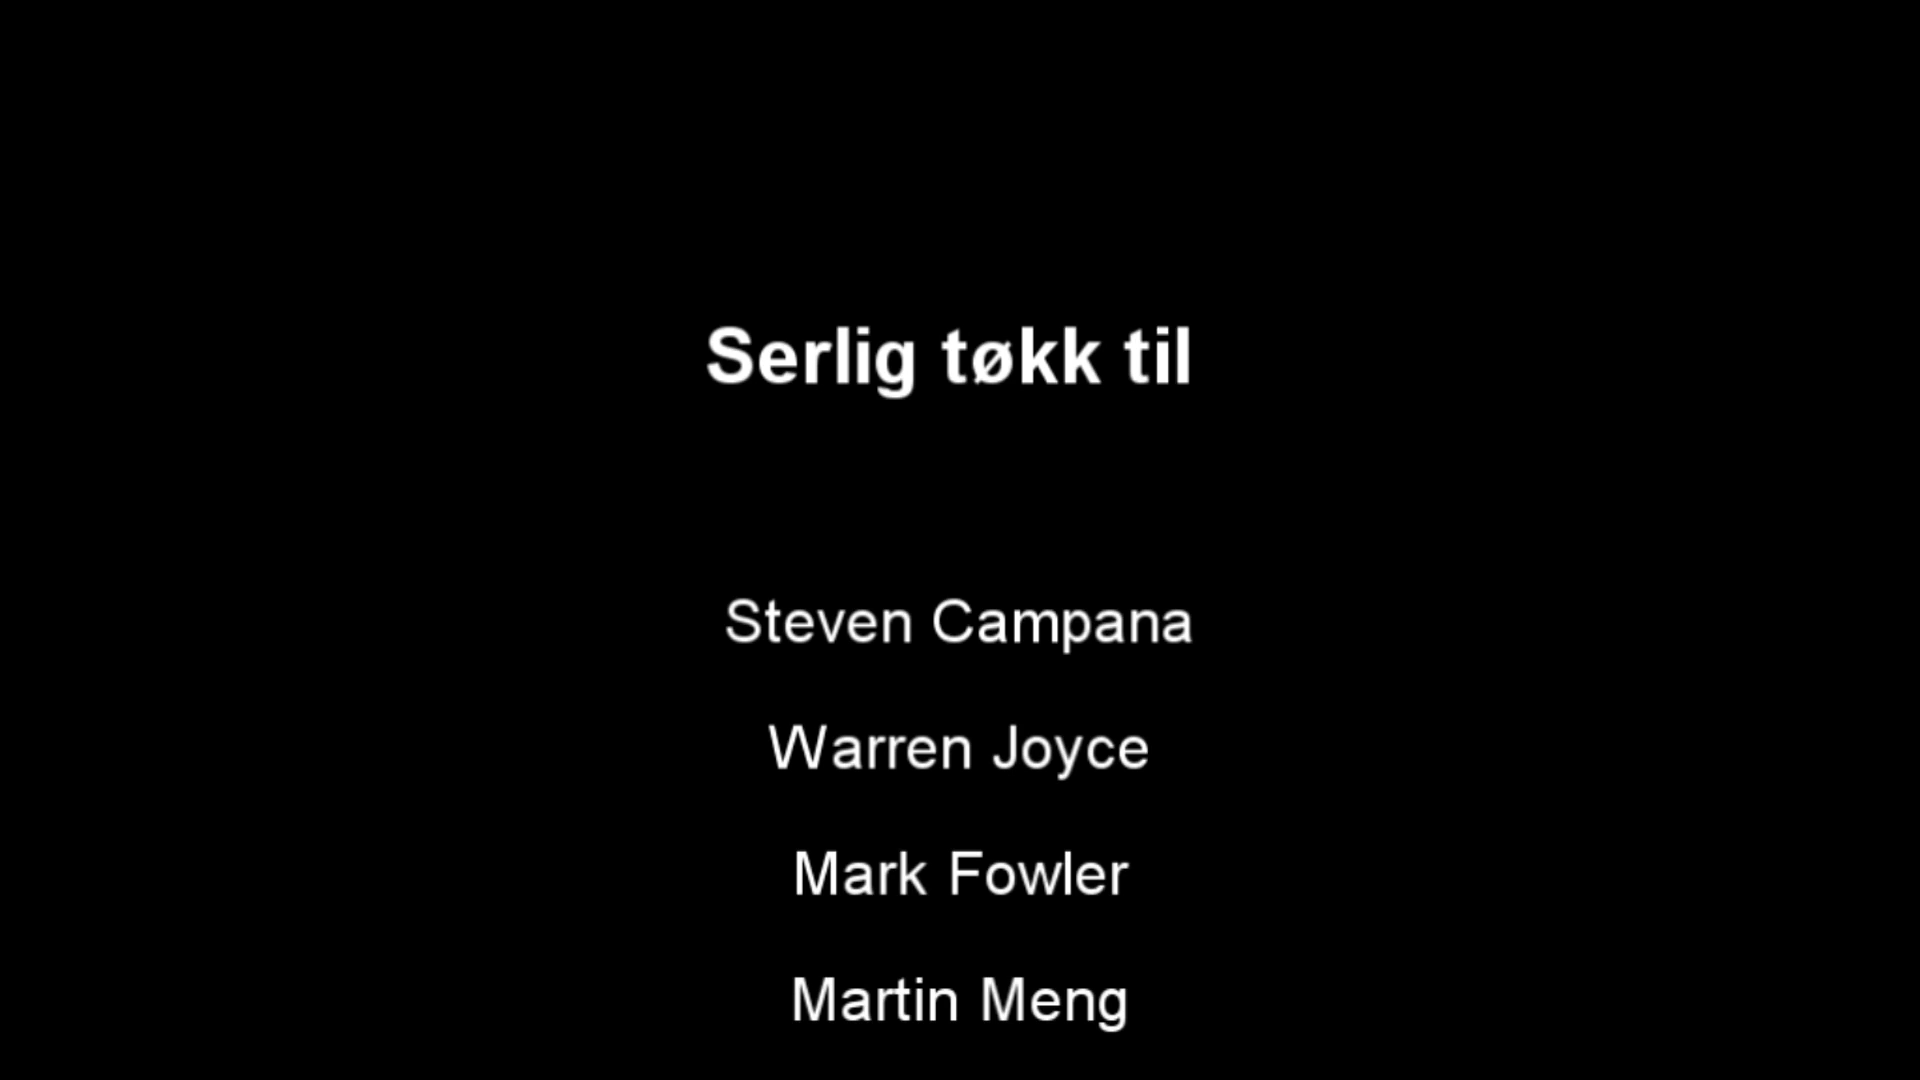 Serlig tøkk til
Steven Campana
Warren Joyce
Mark Fowler
Martin Meng